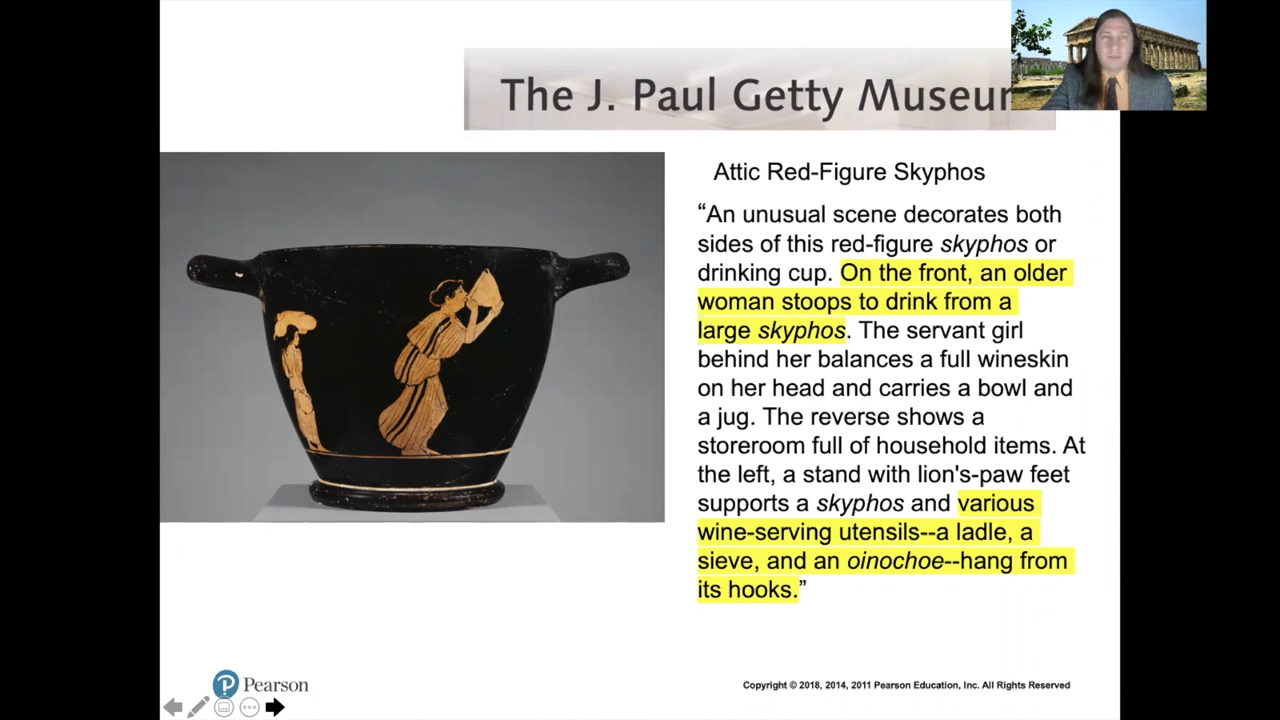 The J. Paul Getty Museu
Attic Red-Figure Skyphos
“An unusual scene decorates both
sides of this red-figure skyphos or
drinking cup. On the front, an older
woman stoops to drink from a
large skyphos. The servant girl
behind her balances a full wineskin
on her head and carries a bowl and
a jug. The reverse shows a
storeroom full of household items. At
the left, a stand with lion's-paw feet
supports a skyphos and various
wine-serving utensils--a ladle, a
sieve, and an oinochoe--hang from
its hooks.”
Pearson
Copyright © 2018, 2014, 2011 Pearson Education, Inc. All Rights Reserved